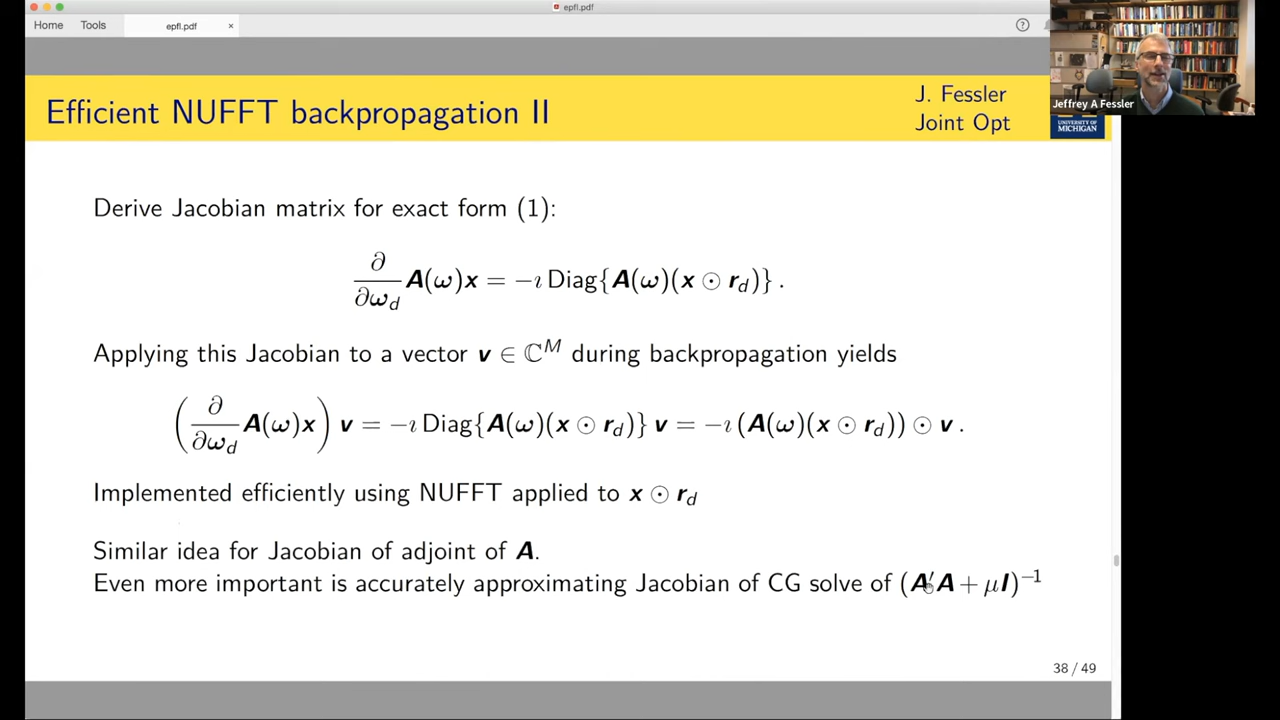 epfl.pdf
Home Tools epfl.pdf ×
?
Efficient NUFFT backpropagation II
J. Fessler
Joint Opt
Jeffrey A Fessler
UNIVERSITY OF
MICHIGAN
Derive Jacobian matrix for exact form (1):
∂/∂ω_d A(ω)x = −ı Diag{A(ω)(x ⊙ r_d)} .
Applying this Jacobian to a vector v ∈ ℂ^M during backpropagation yields
(∂/∂ω_d A(ω)x) v = −ı Diag{A(ω)(x ⊙ r_d)} v = −ı (A(ω)(x ⊙ r_d)) ⊙ v .
Implemented efficiently using NUFFT applied to x ⊙ r_d
Similar idea for Jacobian of adjoint of A.
Even more important is accurately approximating Jacobian of CG solve of (A′A + μI)^−1
38 / 49